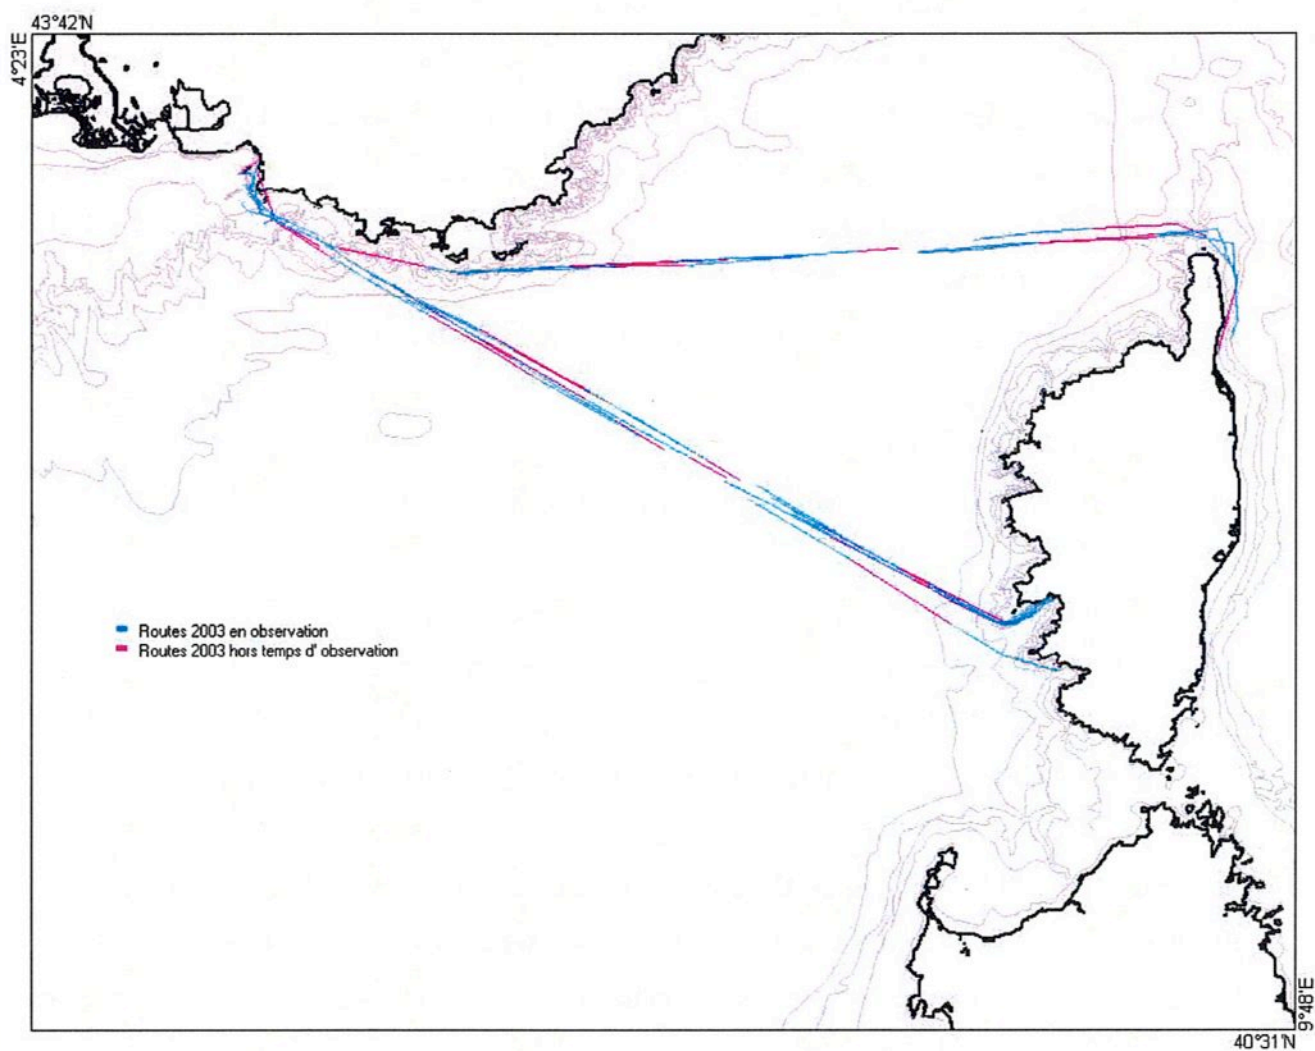 43°42'N
4°23'E
Routes 2003 en observation
Routes 2003 hors temps d' observation
9°48'E
40°31'N